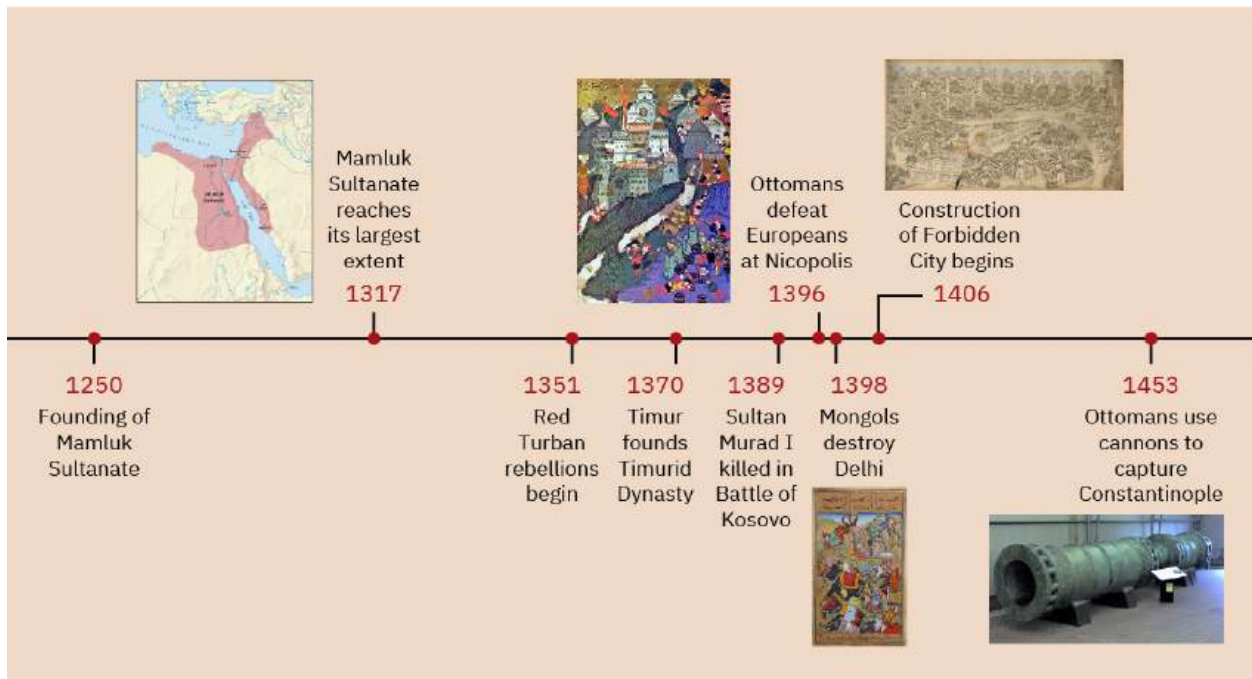 Mamluk
Sultanate
reaches
its largest
extent
1317
Ottomans
defeat
Europeans
at Nicopolis
1396
Construction
of Forbidden
City begins
1406
1250
Founding of
Mamluk
Sultanate
1351
Red
Turban
rebellions
begin
1370
Timur
founds
Timurid
Dynasty
1389
Sultan
Murad I
killed in
Battle of
Kosovo
1398
Mongols
destroy
Delhi
1453
Ottomans use
cannons to
capture
Constantinople